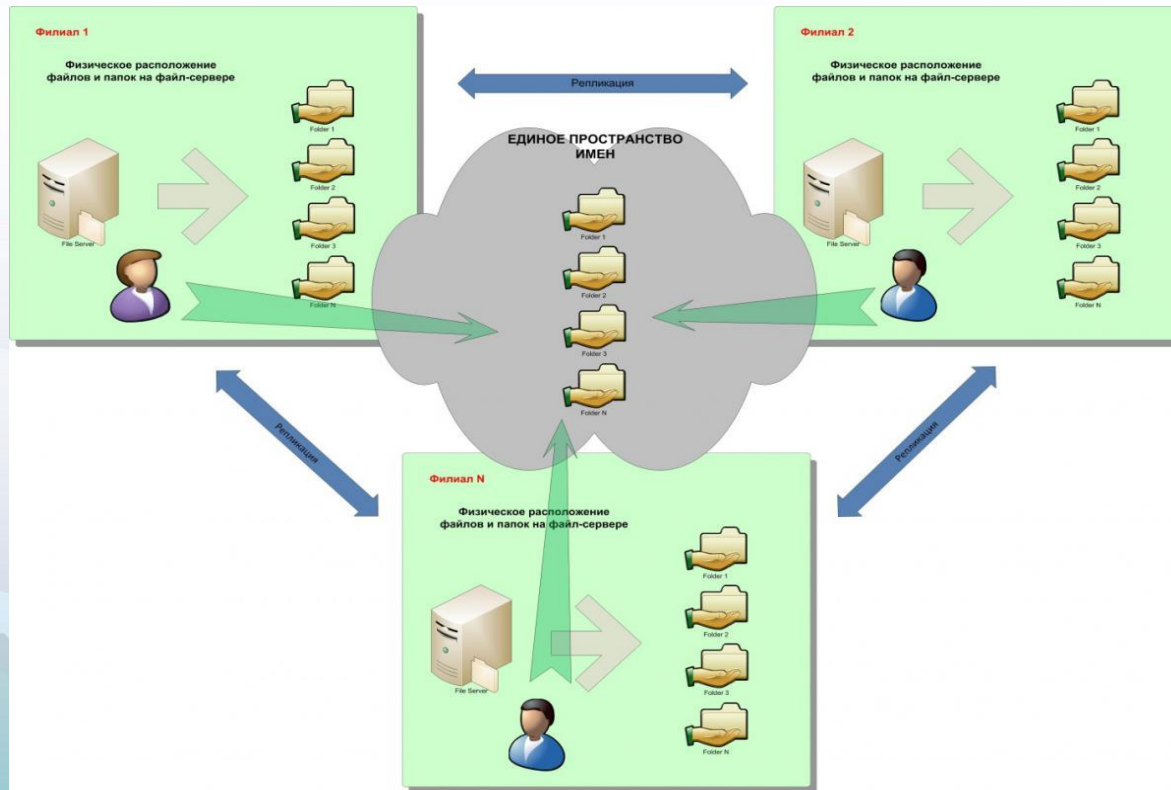 Филиал 1
Физическое расположение
файлов и папок на файл-сервере
File Server
Folder 1
Folder 2
Folder 3
Folder N
Репликация
Филиал 2
Физическое расположение
файлов и папок на файл-сервере
File Server
Folder 1
Folder 2
Folder 3
Folder N
ЕДИНОЕ ПРОСТРАНСТВО
ИМЕН
Folder 1
Folder 2
Folder 3
Folder N
Репликация
Репликация
Филиал N
Физическое расположение
файлов и папок на файл-сервере
File Server
Folder 1
Folder 2
Folder 3
Folder N